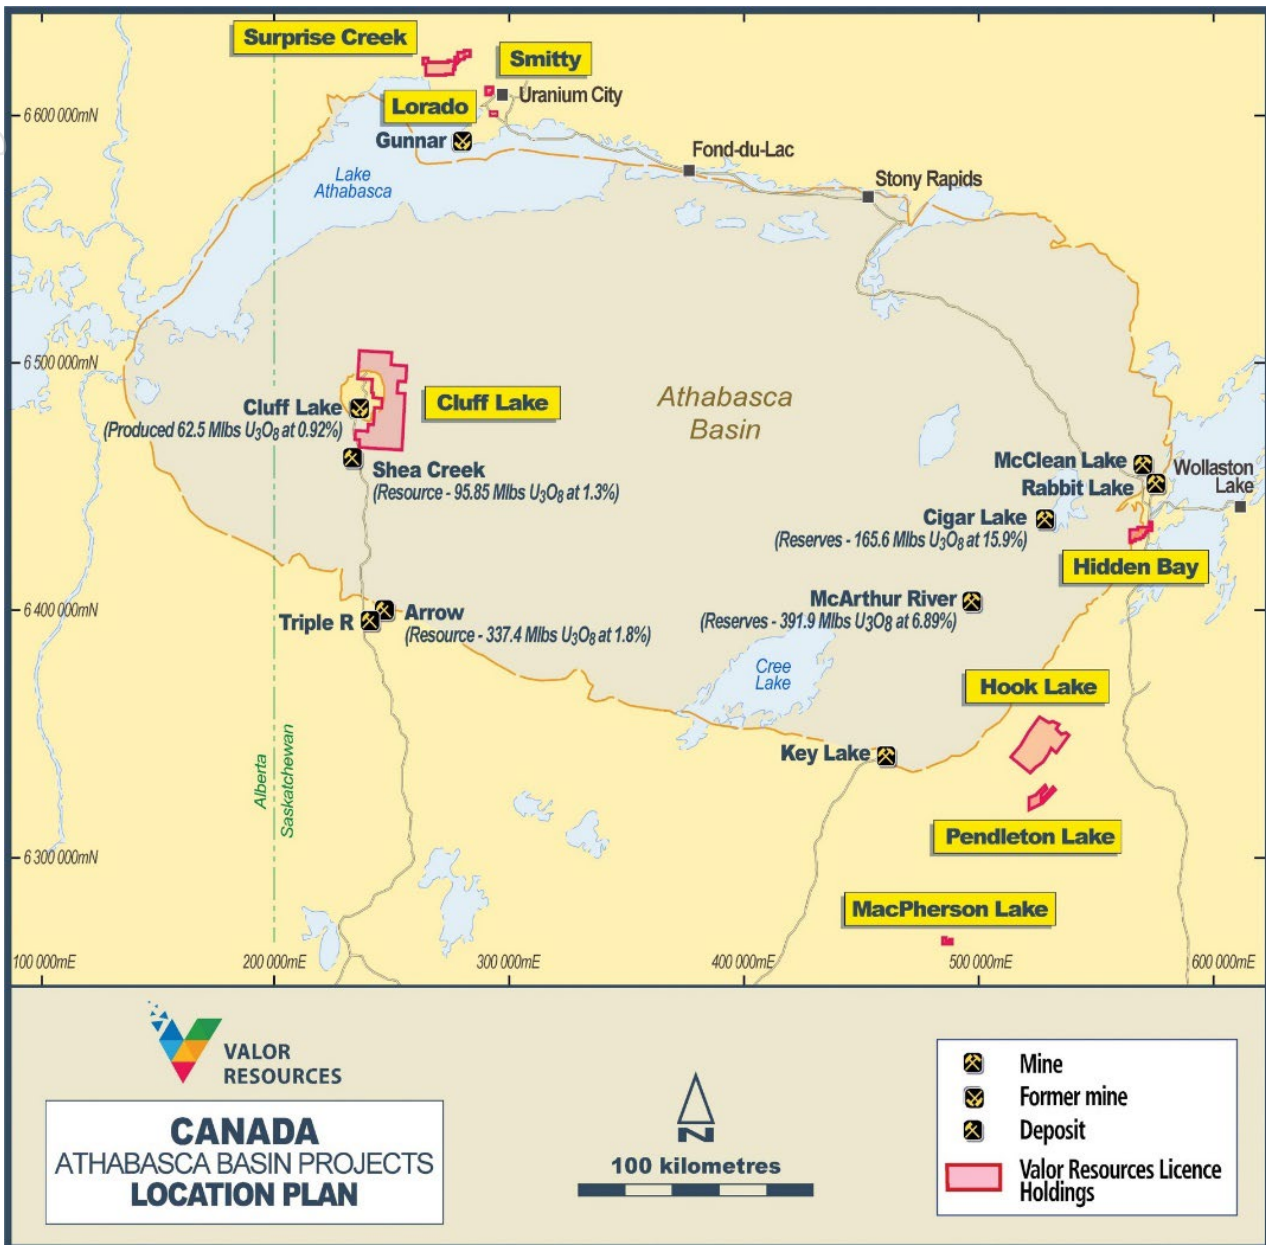 Surprise Creek
Smitty
Lorado
Uranium City
6 600 000mN
Gunnar
Fond-du-Lac
Stony Rapids
Lake
Athabasca
6 500 000mN
Cluff Lake
(Produced 62.5 Mlbs U₃O₈ at 0.92%)
Cluff Lake
Athabasca
Basin
Shea Creek
(Resource - 95.85 Mlbs U₃O₈ at 1.3%)
McClean Lake
Rabbit Lake
Wollaston
Lake
Cigar Lake
(Reserves - 165.6 Mlbs U₃O₈ at 15.9%)
Hidden Bay
6 400 000mN
Triple R
Arrow
(Resource - 337.4 Mlbs U₃O₈ at 1.8%)
McArthur River
(Reserves - 391.9 Mlbs U₃O₈ at 6.89%)
Cree
Lake
Hook Lake
Key Lake
Alberta
Saskatchewan
Pendleton Lake
6 300 000mN
MacPherson Lake
100 000mE
200 000mE
300 000mE
400 000mE
500 000mE
600 000mE
VALOR
RESOURCES
CANADA
ATHABASCA BASIN PROJECTS
LOCATION PLAN
N
100 kilometres
Mine
Former mine
Deposit
Valor Resources Licence
Holdings